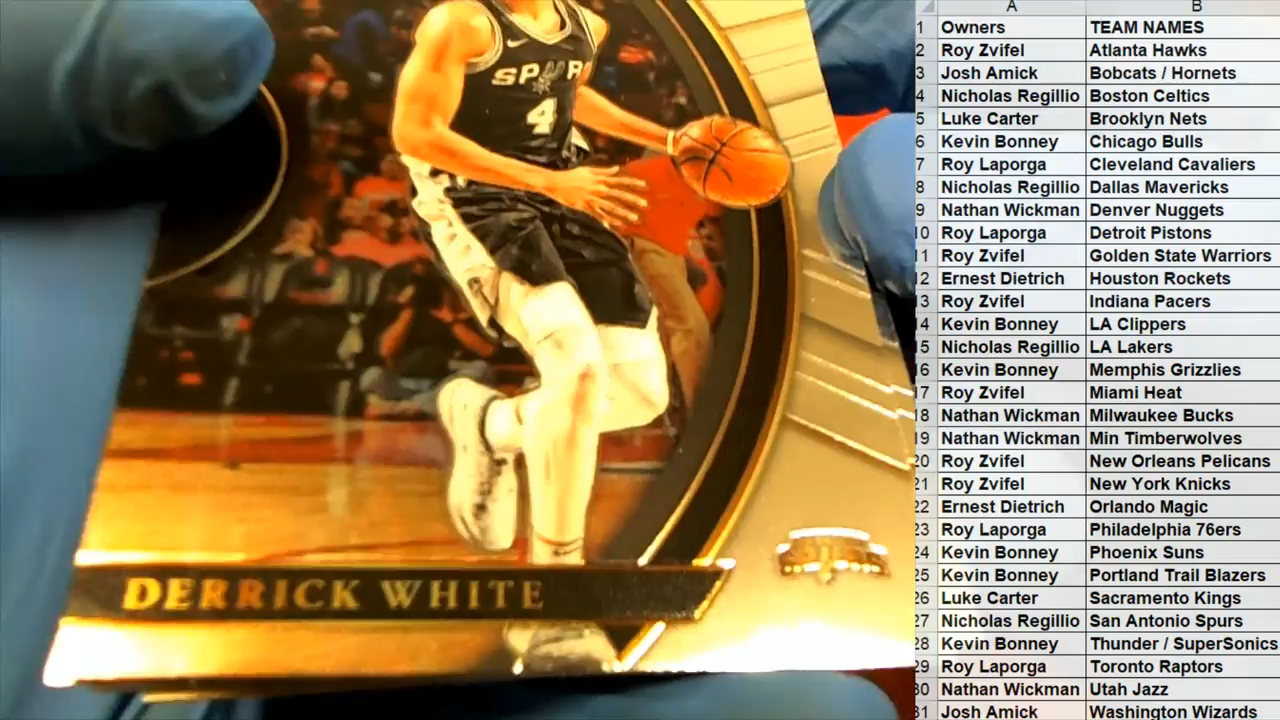 SPURS
4
DERRICK WHITE
A B
1 Owners TEAM NAMES
2 Roy Zvifel Atlanta Hawks
3 Josh Amick Bobcats / Hornets
4 Nicholas Regillio Boston Celtics
5 Luke Carter Brooklyn Nets
6 Kevin Bonney Chicago Bulls
7 Roy Laporga Cleveland Cavaliers
8 Nicholas Regillio Dallas Mavericks
9 Nathan Wickman Denver Nuggets
10 Roy Laporga Detroit Pistons
11 Roy Zvifel Golden State Warriors
12 Ernest Dietrich Houston Rockets
13 Roy Zvifel Indiana Pacers
14 Kevin Bonney LA Clippers
15 Nicholas Regillio LA Lakers
16 Kevin Bonney Memphis Grizzlies
17 Roy Zvifel Miami Heat
18 Nathan Wickman Milwaukee Bucks
19 Nathan Wickman Min Timberwolves
20 Roy Zvifel New Orleans Pelicans
21 Roy Zvifel New York Knicks
22 Ernest Dietrich Orlando Magic
23 Roy Laporga Philadelphia 76ers
24 Kevin Bonney Phoenix Suns
25 Kevin Bonney Portland Trail Blazers
26 Luke Carter Sacramento Kings
27 Nicholas Regillio San Antonio Spurs
28 Kevin Bonney Thunder / SuperSonics
29 Roy Laporga Toronto Raptors
30 Nathan Wickman Utah Jazz
31 Josh Amick Washington Wizards